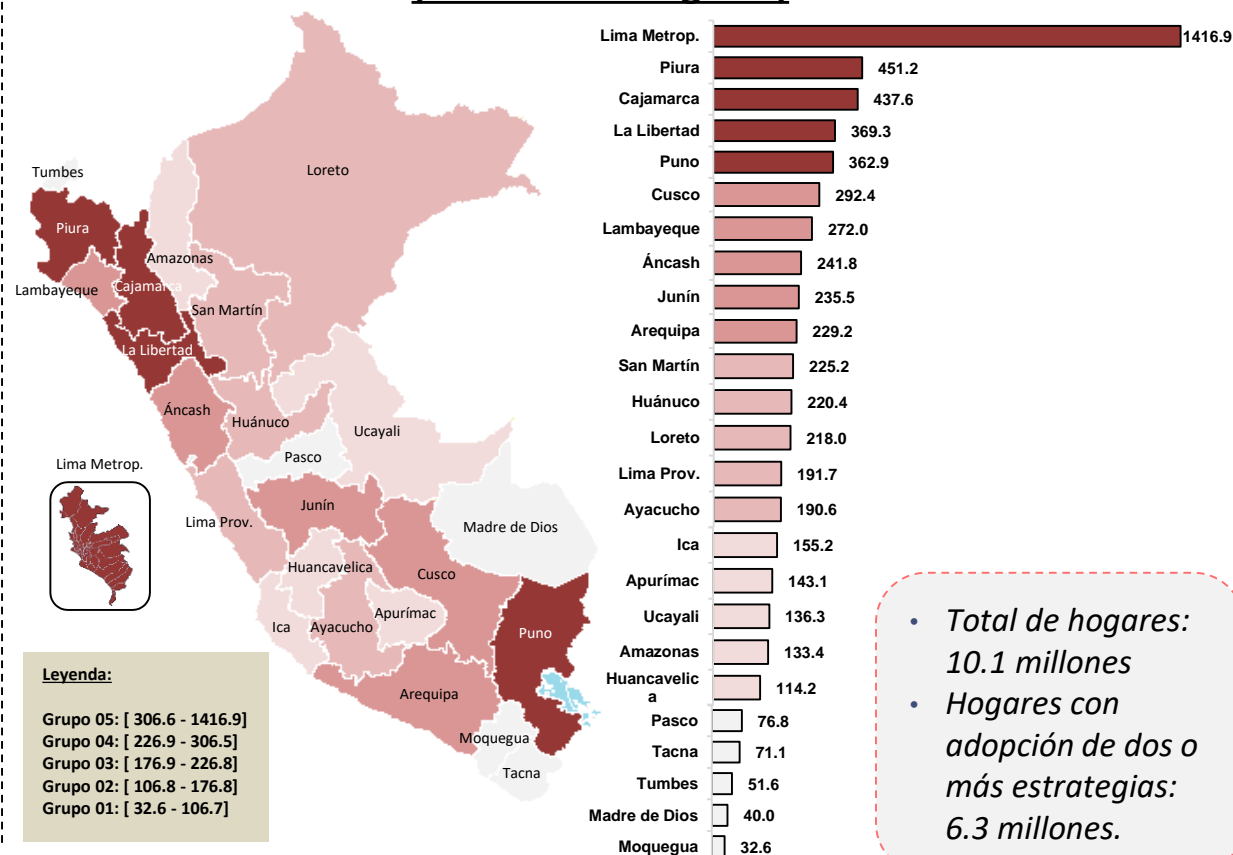 Tumbes
Loreto
Piura
Amazonas
Lambayeque
Cajamarca
San Martín
La Libertad
Áncash
Huánuco
Ucayali
Pasco
Lima Metrop.
Junín
Lima Prov.
Madre de Dios
Huancavelica
Cusco
Apurímac
Ica
Ayacucho
Puno
Arequipa
Moquegua
Tacna
Leyenda:
Grupo 05: [ 306.6 - 1416.9]
Grupo 04: [ 226.9 - 306.5]
Grupo 03: [ 176.9 - 226.8]
Grupo 02: [ 106.8 - 176.8]
Grupo 01: [ 32.6 - 106.7]
Lima Metrop. 1416.9
Piura 451.2
Cajamarca 437.6
La Libertad 369.3
Puno 362.9
Cusco 292.4
Lambayeque 272.0
Áncash 241.8
Junín 235.5
Arequipa 229.2
San Martín 225.2
Huánuco 220.4
Loreto 218.0
Lima Prov. 191.7
Ayacucho 190.6
Ica 155.2
Apurímac 143.1
Ucayali 136.3
Amazonas 133.4
Huancavelic
a 114.2
Pasco 76.8
Tacna 71.1
Tumbes 51.6
Madre de Dios 40.0
Moquegua 32.6
• Total de hogares:
10.1 millones
• Hogares con
adopción de dos o
más estrategias:
6.3 millones.